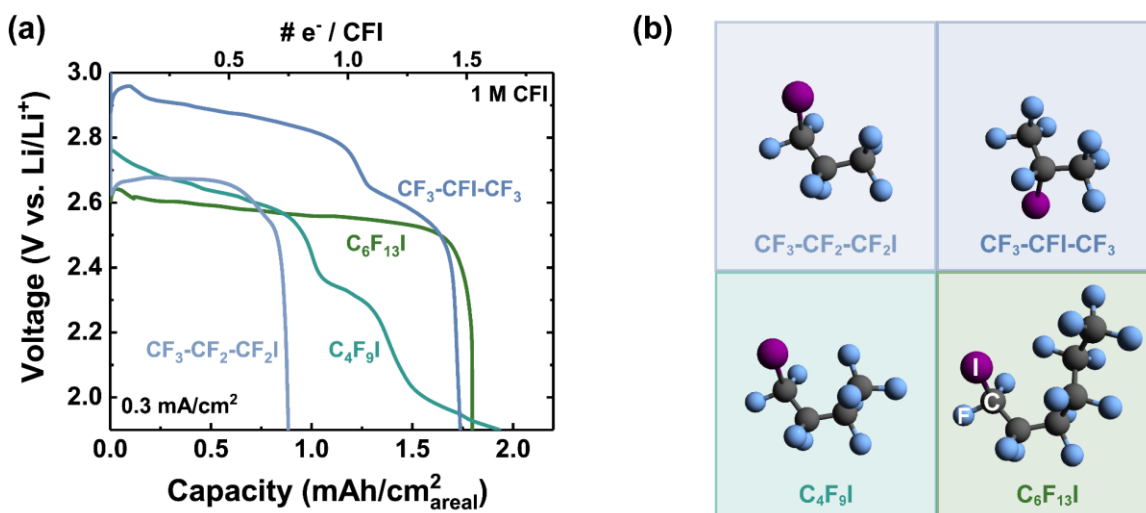 (a)
# e⁻ / CFI
0.0 0.5 1.0 1.5
1 M CFI
Voltage (V vs. Li/Li⁺)
3.0
2.8
2.6
2.4
2.2
2.0
CF₃-CFI-CF₃
C₆F₁₃I
CF₃-CF₂-CF₂I
C₄F₉I
0.3 mA/cm²
0.0 0.5 1.0 1.5 2.0
Capacity (mAh/cm²areal)
(b)
CF₃-CF₂-CF₂I
CF₃-CFI-CF₃
I
C
F
C₄F₉I
C₆F₁₃I